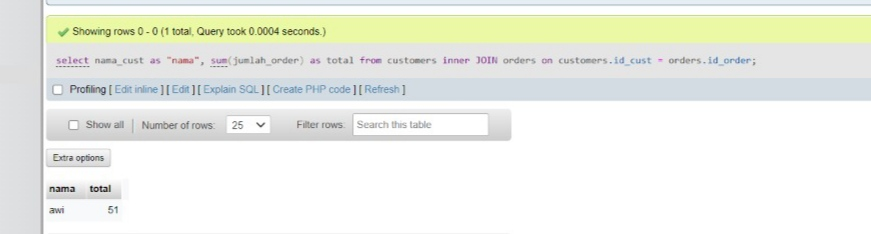 Showing rows 0 - 0 (1 total, Query took 0.0004 seconds.)
select nama_cust as "nama", sum(jumlah_order) as total from customers inner JOIN orders on customers.id_cust = orders.id_order;
Profiling [ Edit inline ] [ Edit ] [ Explain SQL ] [ Create PHP code ] [ Refresh ]
Show all | Number of rows: 25 Filter rows: Search this table
Extra options
nama total
awi 51